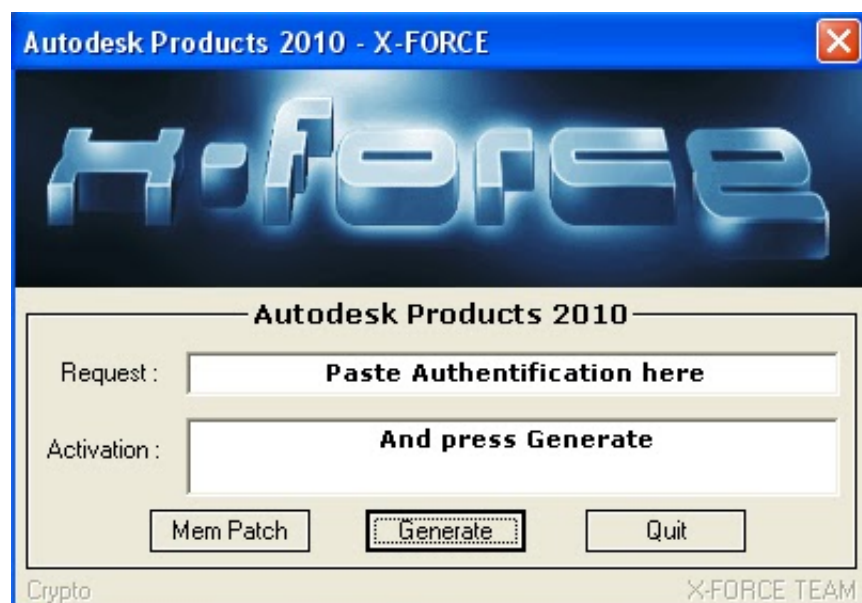 Autodesk Products 2010 - X-FORCE
x-force
Autodesk Products 2010
Request : Paste Authentification here
Activation : And press Generate
Mem Patch Generate Quit
Crypto X-FORCE TEAM